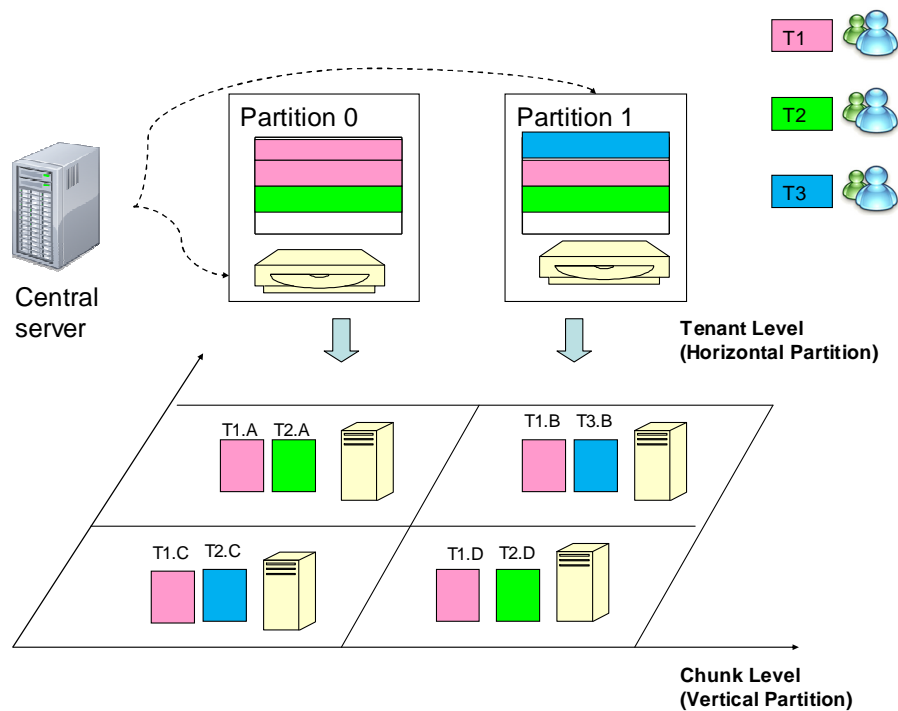 T1
Partition 0
Partition 1
T2
T3
Central
server
Tenant Level
(Horizontal Partition)
T1.A
T2.A
T1.B
T3.B
T1.C
T2.C
T1.D
T2.D
Chunk Level
(Vertical Partition)